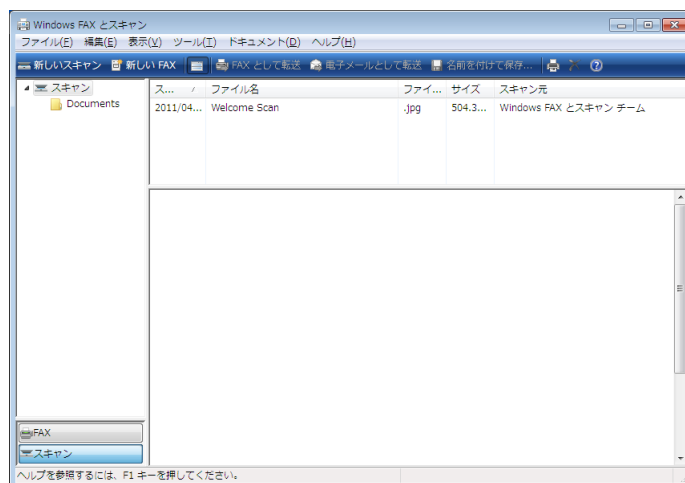 Windows FAX とスキャン
ファイル(F) 編集(E) 表示(V) ツール(T) ドキュメント(D) ヘルプ(H)
新しいスキャン 新しい FAX FAX として転送 電子メールとして転送 名前を付けて保存...
スキャン
Documents
ス... ファイル名 ファイ... サイズ スキャン元
2011/04... Welcome Scan .jpg 504.3... Windows FAX とスキャン チーム
FAX
スキャン
ヘルプを参照するには、F1 キーを押してください。